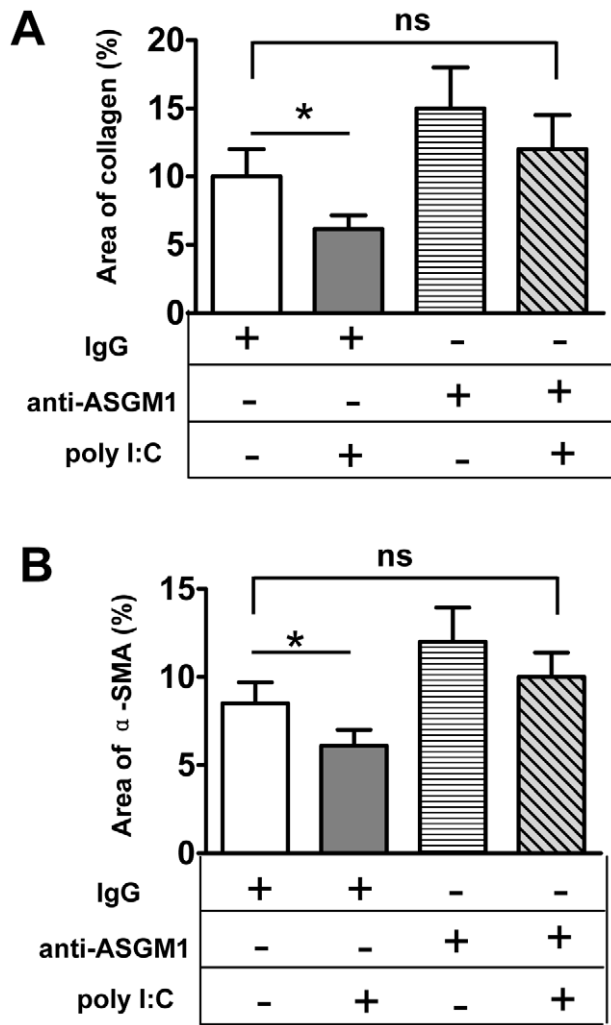 A
Area of collagen (%)
20
15
10
5
0
ns
*
IgG + + - -
anti-ASGM1 - - + +
poly I:C - + - +
B
Area of α-SMA (%)
15
10
5
0
ns
*
IgG + + - -
anti-ASGM1 - - + +
poly I:C - + - +